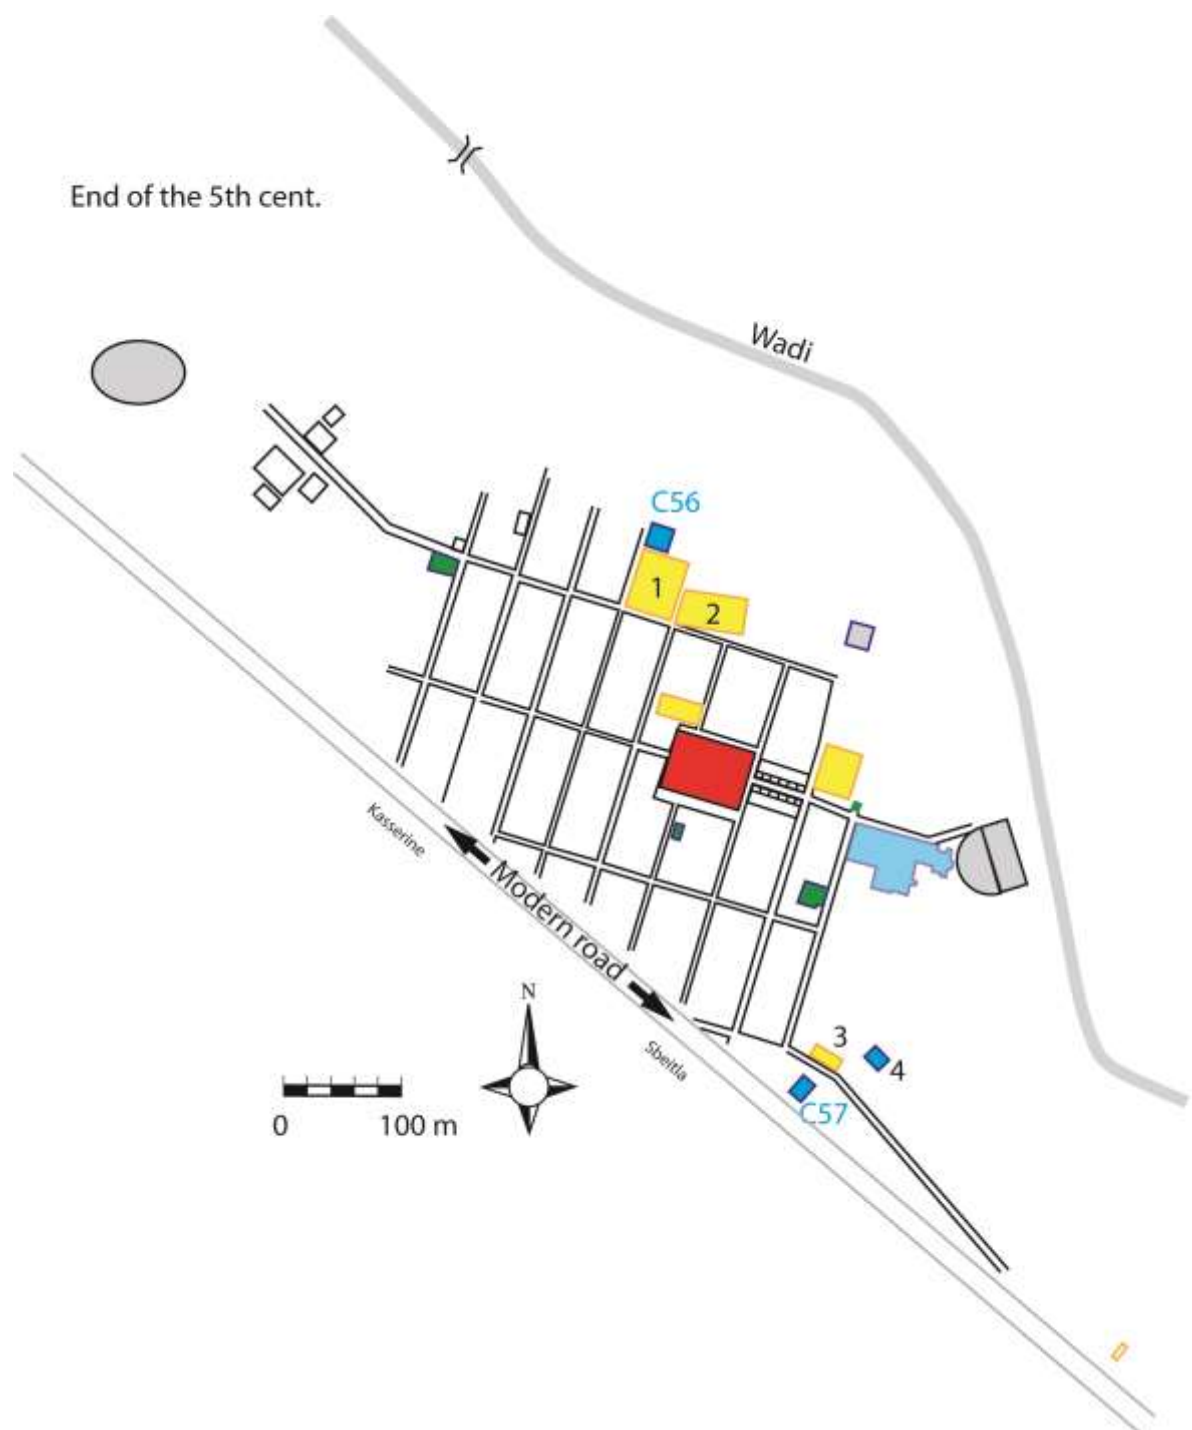 End of the 5th cent.
Wadi
C56
1
2
Kasserine
Modern road
Sbeitla
N
3
4
C57
0 100 m